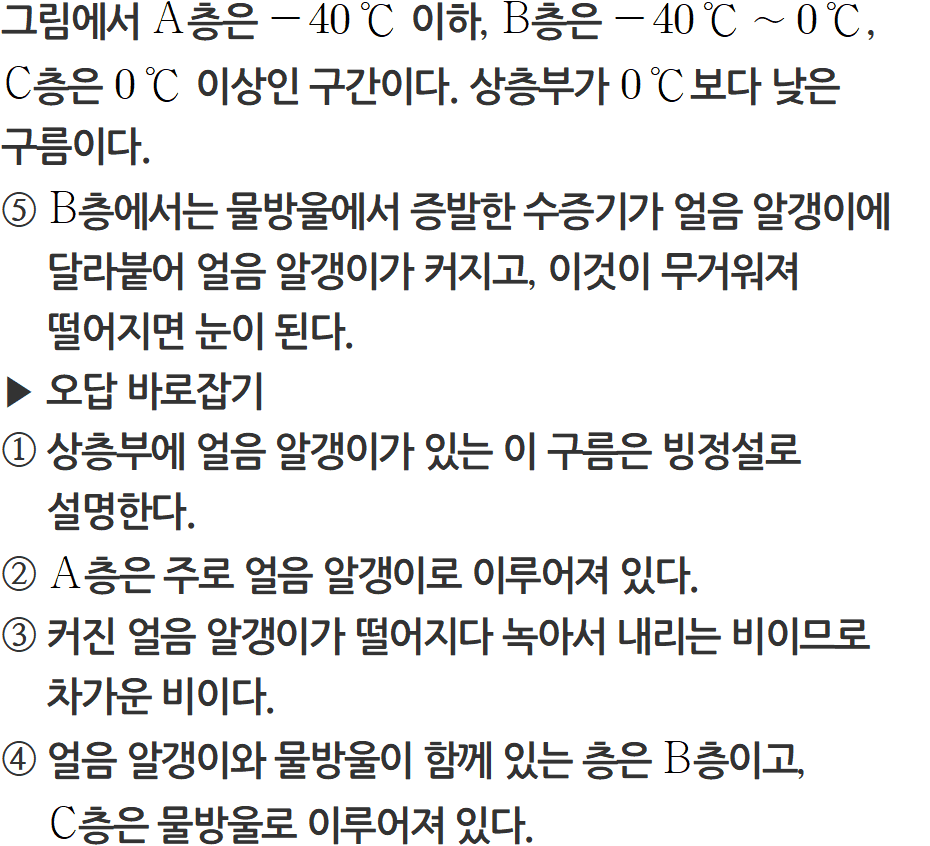 그림에서 A층은 －40℃ 이하, B층은 －40℃ ~ 0℃,
C층은 0℃ 이상인 구간이다. 상층부가 0℃보다 낮은
구름이다.
⑤ B층에서는 물방울에서 증발한 수증기가 얼음 알갱이에
달라붙어 얼음 알갱이가 커지고, 이것이 무거워져
떨어지면 눈이 된다.
▶ 오답 바로잡기
① 상층부에 얼음 알갱이가 있는 이 구름은 빙정설로
설명한다.
② A층은 주로 얼음 알갱이로 이루어져 있다.
③ 커진 얼음 알갱이가 떨어지다 녹아서 내리는 비이므로
차가운 비이다.
④ 얼음 알갱이와 물방울이 함께 있는 층은 B층이고,
C층은 물방울로 이루어져 있다.